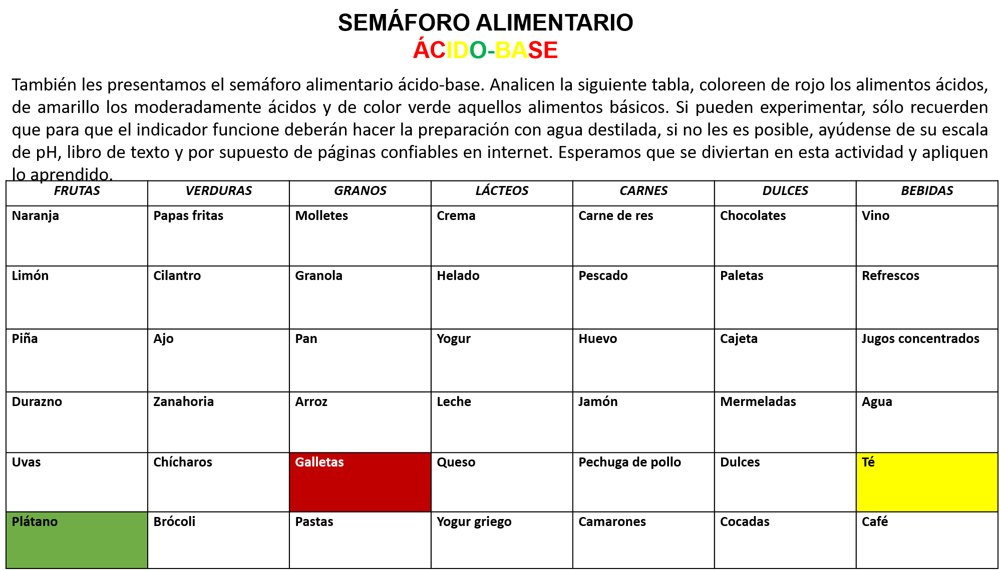 SEMÁFORO ALIMENTARIO
ÁCIDO-BASE
También les presentamos el semáforo alimentario ácido-base. Analicen la siguiente tabla, coloreen de rojo los alimentos ácidos,
de amarillo los moderadamente ácidos y de color verde aquellos alimentos básicos. Si pueden experimentar, sólo recuerden
que para que el indicador funcione deberán hacer la preparación con agua destilada, si no les es posible, ayúdense de su escala
de pH, libro de texto y por supuesto de páginas confiables en internet. Esperamos que se diviertan en esta actividad y apliquen
lo aprendido.
FRUTAS VERDURAS GRANOS LÁCTEOS CARNES DULCES BEBIDAS
Naranja Papas fritas Molletes Crema Carne de res Chocolates Vino
Limón Cilantro Granola Helado Pescado Paletas Refrescos
Piña Ajo Pan Yogur Huevo Cajeta Jugos concentrados
Durazno Zanahoria Arroz Leche Jamón Mermeladas Agua
Uvas Chícharos Galletas Queso Pechuga de pollo Dulces Té
Plátano Brócoli Pastas Yogur griego Camarones Cocadas Café